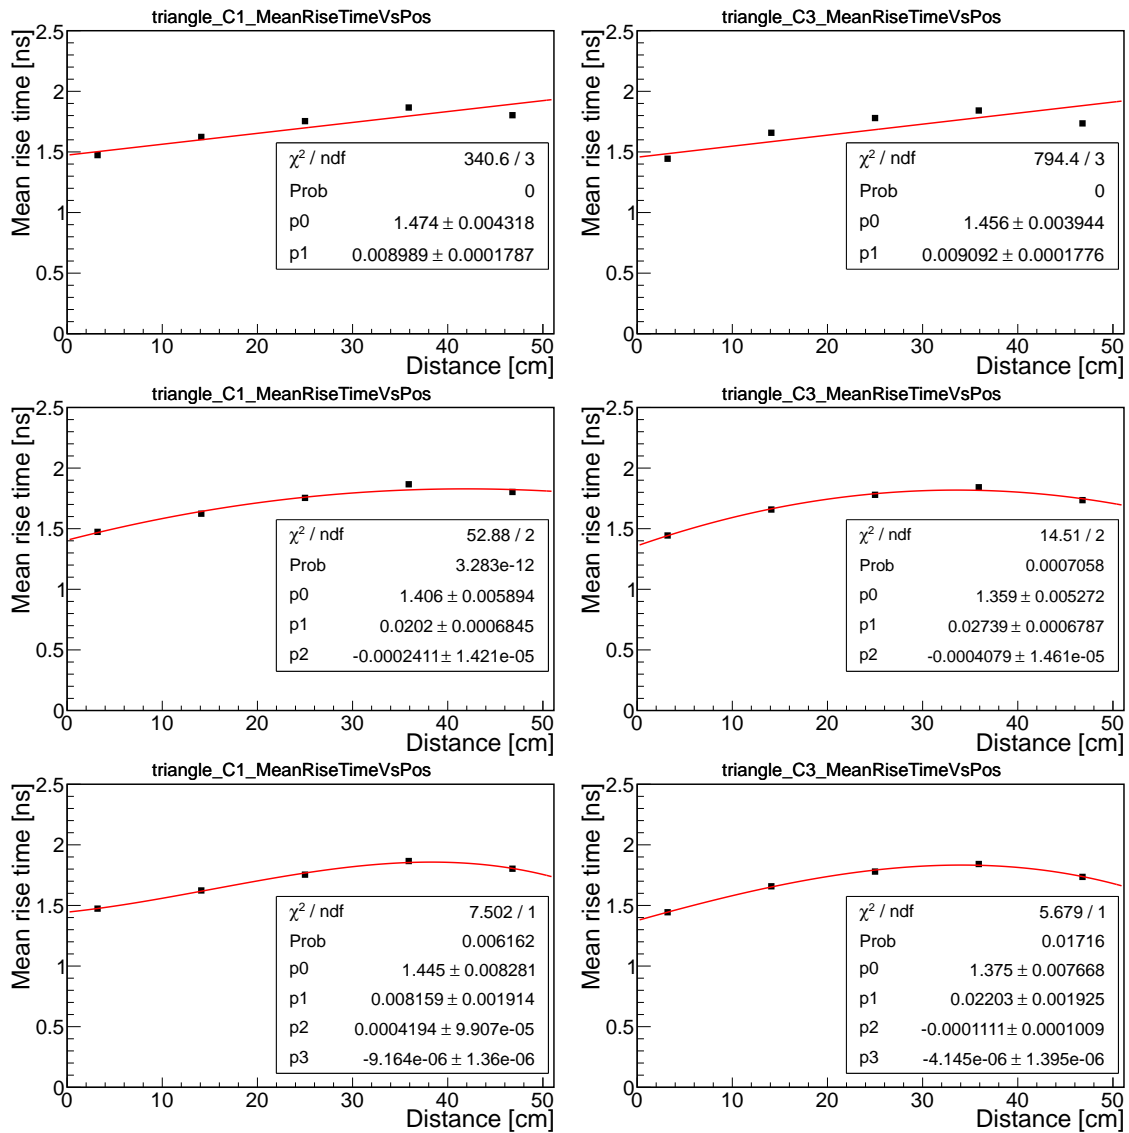 triangle_C1_MeanRiseTimeVsPos
Mean rise time [ns]
2.5
2
1.5
1
0.5
0
χ² / ndf 340.6 / 3
Prob 0
p0 1.474 ± 0.004318
p1 0.008989 ± 0.0001787
0 10 20 30 40 50
Distance [cm]
triangle_C3_MeanRiseTimeVsPos
Mean rise time [ns]
2.5
2
1.5
1
0.5
0
χ² / ndf 794.4 / 3
Prob 0
p0 1.456 ± 0.003944
p1 0.009092 ± 0.0001776
0 10 20 30 40 50
Distance [cm]
triangle_C1_MeanRiseTimeVsPos
Mean rise time [ns]
2.5
2
1.5
1
0.5
0
χ² / ndf 52.88 / 2
Prob 3.283e-12
p0 1.406 ± 0.005894
p1 0.0202 ± 0.0006845
p2 -0.0002411 ± 1.421e-05
0 10 20 30 40 50
Distance [cm]
triangle_C3_MeanRiseTimeVsPos
Mean rise time [ns]
2.5
2
1.5
1
0.5
0
χ² / ndf 14.51 / 2
Prob 0.0007058
p0 1.359 ± 0.005272
p1 0.02739 ± 0.0006787
p2 -0.0004079 ± 1.461e-05
0 10 20 30 40 50
Distance [cm]
triangle_C1_MeanRiseTimeVsPos
Mean rise time [ns]
2.5
2
1.5
1
0.5
0
χ² / ndf 7.502 / 1
Prob 0.006162
p0 1.445 ± 0.008281
p1 0.008159 ± 0.001914
p2 0.0004194 ± 9.907e-05
p3 -9.164e-06 ± 1.36e-06
0 10 20 30 40 50
Distance [cm]
triangle_C3_MeanRiseTimeVsPos
Mean rise time [ns]
2.5
2
1.5
1
0.5
0
χ² / ndf 5.679 / 1
Prob 0.01716
p0 1.375 ± 0.007668
p1 0.02203 ± 0.001925
p2 -0.0001111 ± 0.0001009
p3 -4.145e-06 ± 1.395e-06
0 10 20 30 40 50
Distance [cm]